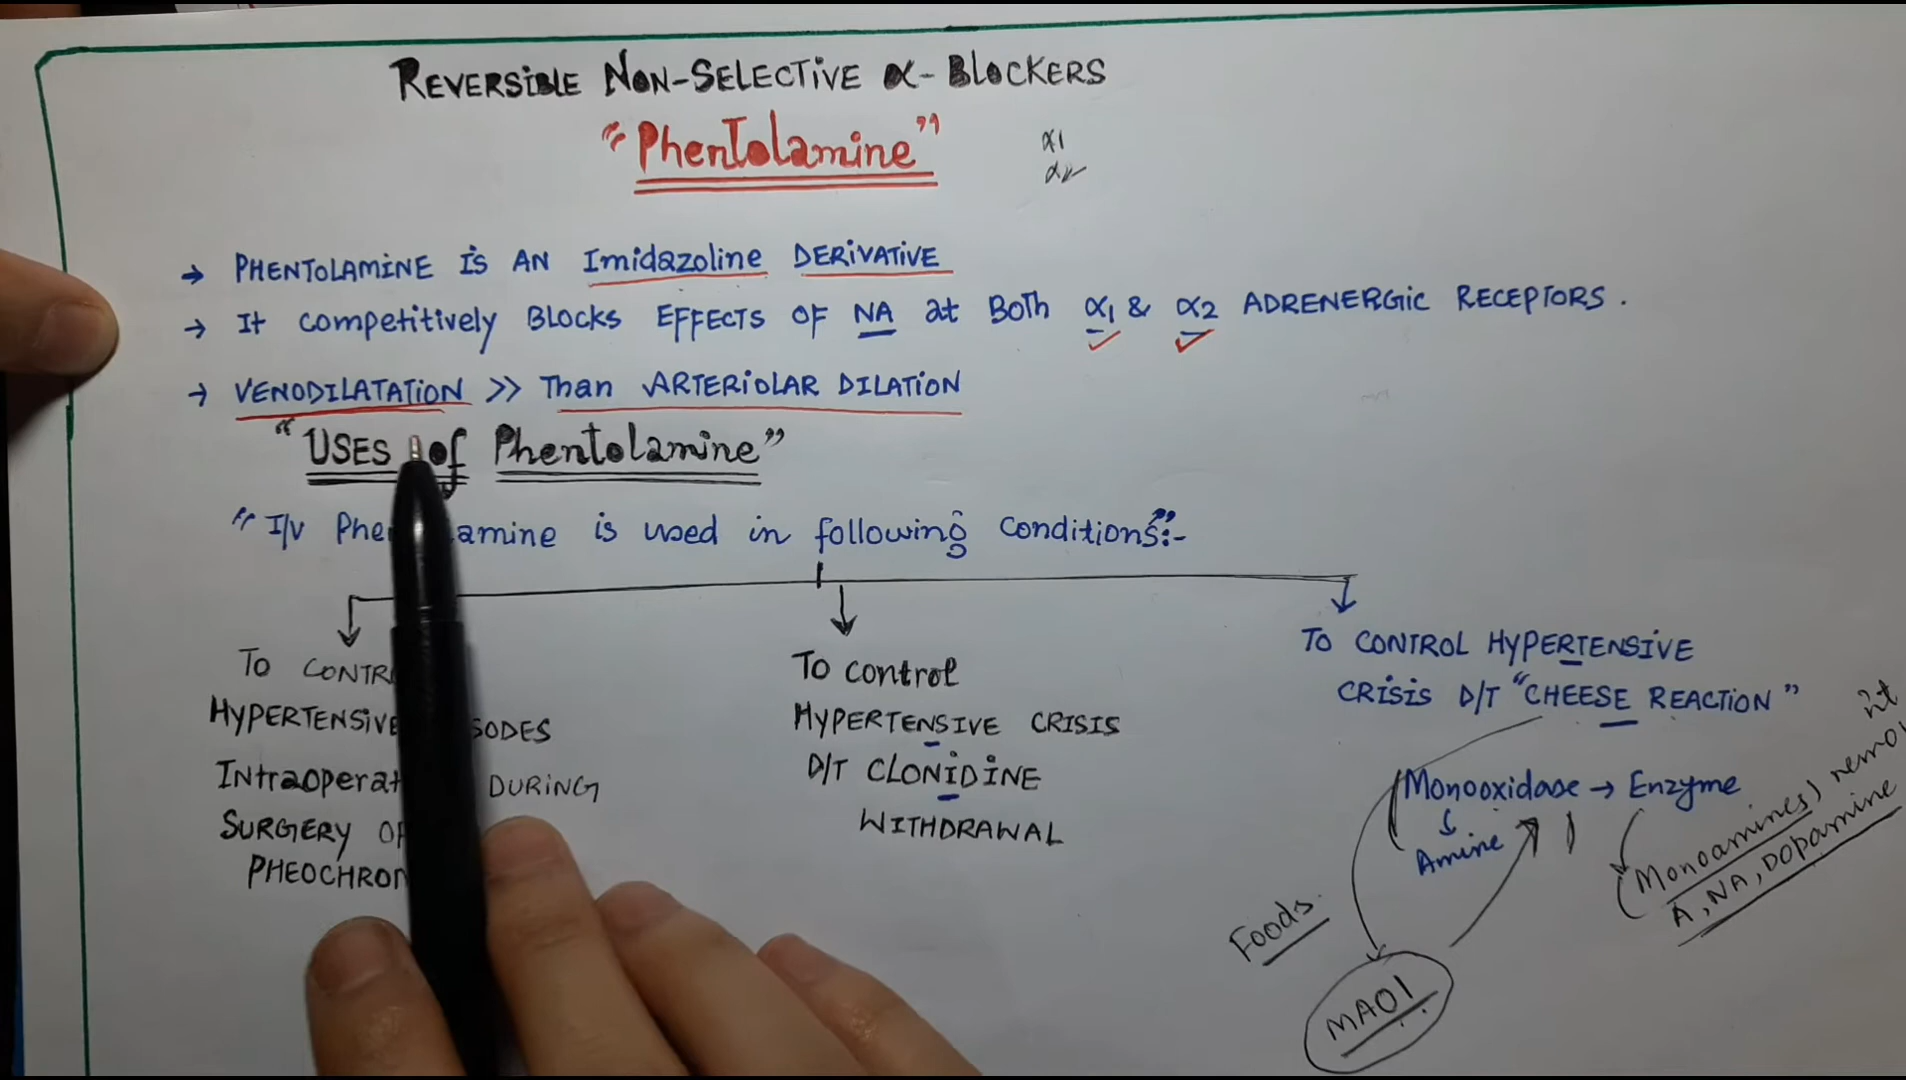 REVERSIBLE NON-SELECTIVE α-BLOCKERS
"Phentolamine"
α1
α2
→ PHENTOLAMINE IS AN Imidazoline DERIVATIVE
→ It competitively BLOCKS EFFECTS OF NA at Both α1 & α2 ADRENERGIC RECEPTORS.
→ VENODILATATION >> Than ARTERIOLAR DILATION
"USES of Phentolamine"
"I/V Phe amine is used in following conditions":-
To CONTR
HYPERTENSIVE SODES
Intraoperat DURING
SURGERY OF
PHEOCHRO
To control
HYPERTENSIVE CRISIS
D/T CLONIDINE
WITHDRAWAL
To CONTROL HYPERTENSIVE
CRISIS D/T "CHEESE REACTION"
(Monooxidase → Enzyme
Amine
(Monoamines) remo it
A, NA, Dopamine
Foods.
MAOI